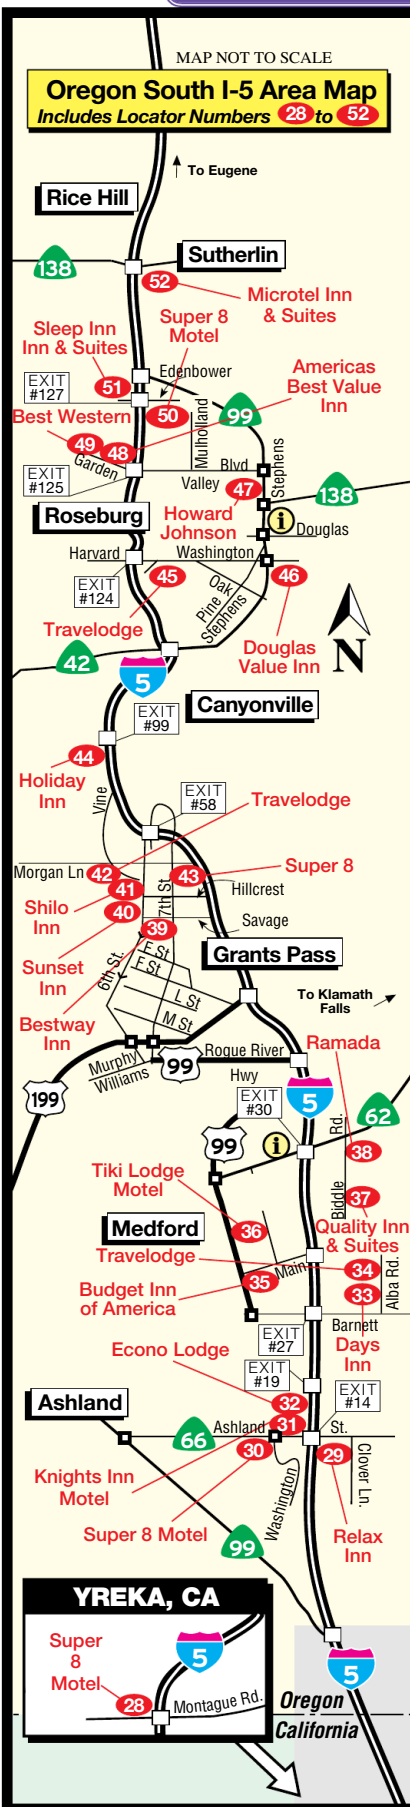 MAP NOT TO SCALE
Oregon South I-5 Area Map
Includes Locator Numbers 28 to 52
To Eugene
Rice Hill
Sutherlin
138
52
Microtel Inn
& Suites
Sleep Inn
Inn & Suites
Super 8
Motel
Edenbower
Americas
Best Value
Inn
EXIT
#127
51
50
Mulholland
99
Best Western
49
48
Garden
Stephens
EXIT
#125
Blvd
Valley
47
138
Roseburg
Howard
Johnson
i
Douglas
Harvard
Washington
EXIT
#124
45
Oak
Pine
Stephens
46
Travelodge
Douglas
Value Inn
N
42
5
Canyonville
EXIT
#99
44
Holiday
Inn
Vine
EXIT
#58
Travelodge
Morgan Ln
42
43
Super 8
41
7th St
Hillcrest
Shilo
Inn
40
39
Savage
Sunset
Inn
6th St.
E St
F St
Grants Pass
L St
M St
To Klamath
Falls
Bestway
Inn
Ramada
Murphy
Williams
99
Rogue River
Hwy
199
5
62
EXIT
#30
99
i
Rd.
38
Tiki Lodge
Motel
Biddle
37
Medford
36
Quality Inn
& Suites
Travelodge
34
Main
35
Budget Inn
of America
33
Alba Rd.
Barnett
EXIT
#27
Econo Lodge
Days
Inn
EXIT
#19
EXIT
#14
Ashland
32
31
66
Ashland
St.
30
29
Clover Ln.
Knights Inn
Motel
Washington
Super 8 Motel
Relax
Inn
99
YREKA, CA
Super
8
Motel
5
28
Montague Rd.
5
Oregon
California